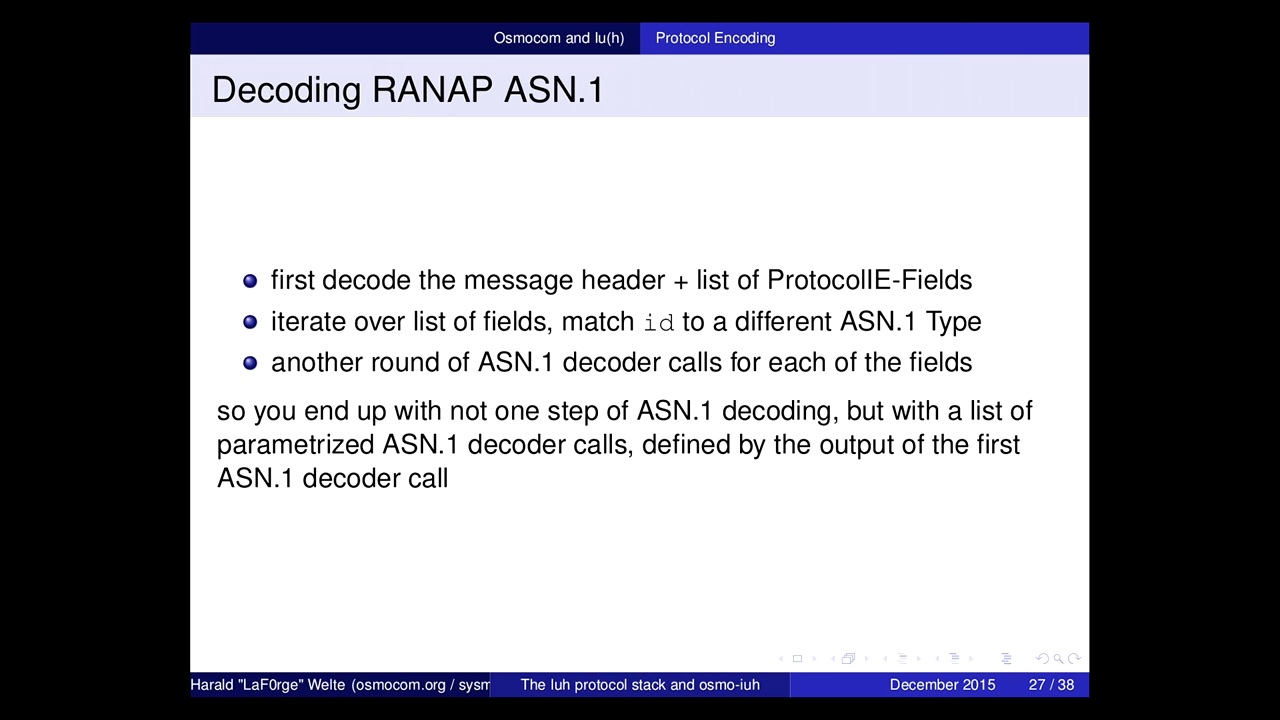 Osmocom and Iu(h) Protocol Encoding
Decoding RANAP ASN.1
first decode the message header + list of ProtocolIE-Fields
iterate over list of fields, match id to a different ASN.1 Type
another round of ASN.1 decoder calls for each of the fields
so you end up with not one step of ASN.1 decoding, but with a list of
parametrized ASN.1 decoder calls, defined by the output of the first
ASN.1 decoder call
Harald "LaF0rge" Welte (osmocom.org / sysm The Iuh protocol stack and osmo-iuh December 2015 27 / 38